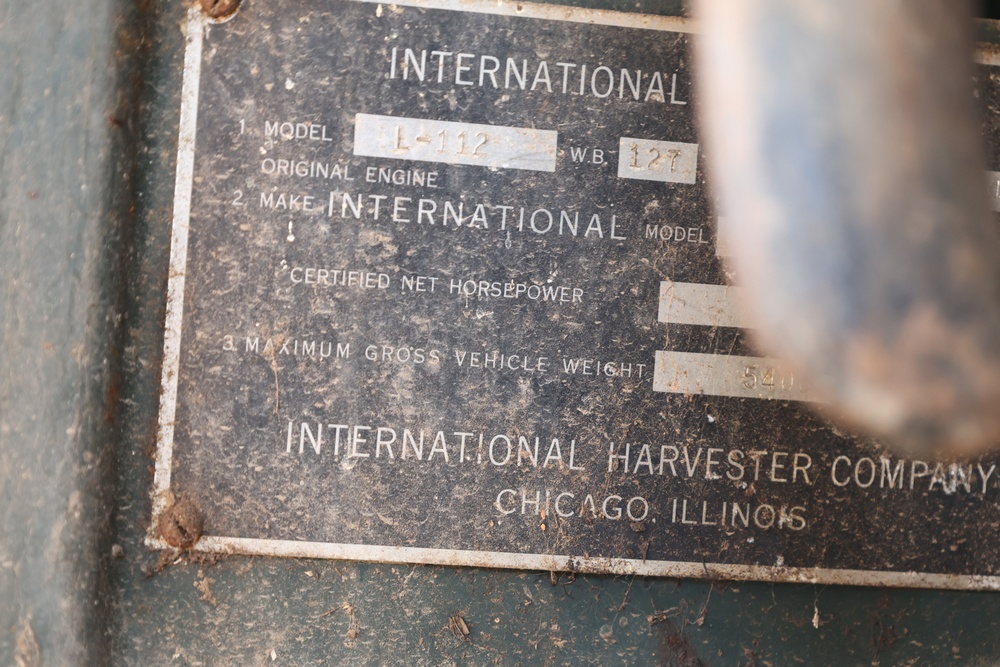 INTERNATIONAL
1. MODEL L-112 W.B. 127
ORIGINAL ENGINE
2. MAKE INTERNATIONAL MODEL
CERTIFIED NET HORSEPOWER
3. MAXIMUM GROSS VEHICLE WEIGHT
INTERNATIONAL HARVESTER COMPANY
CHICAGO, ILLINOIS